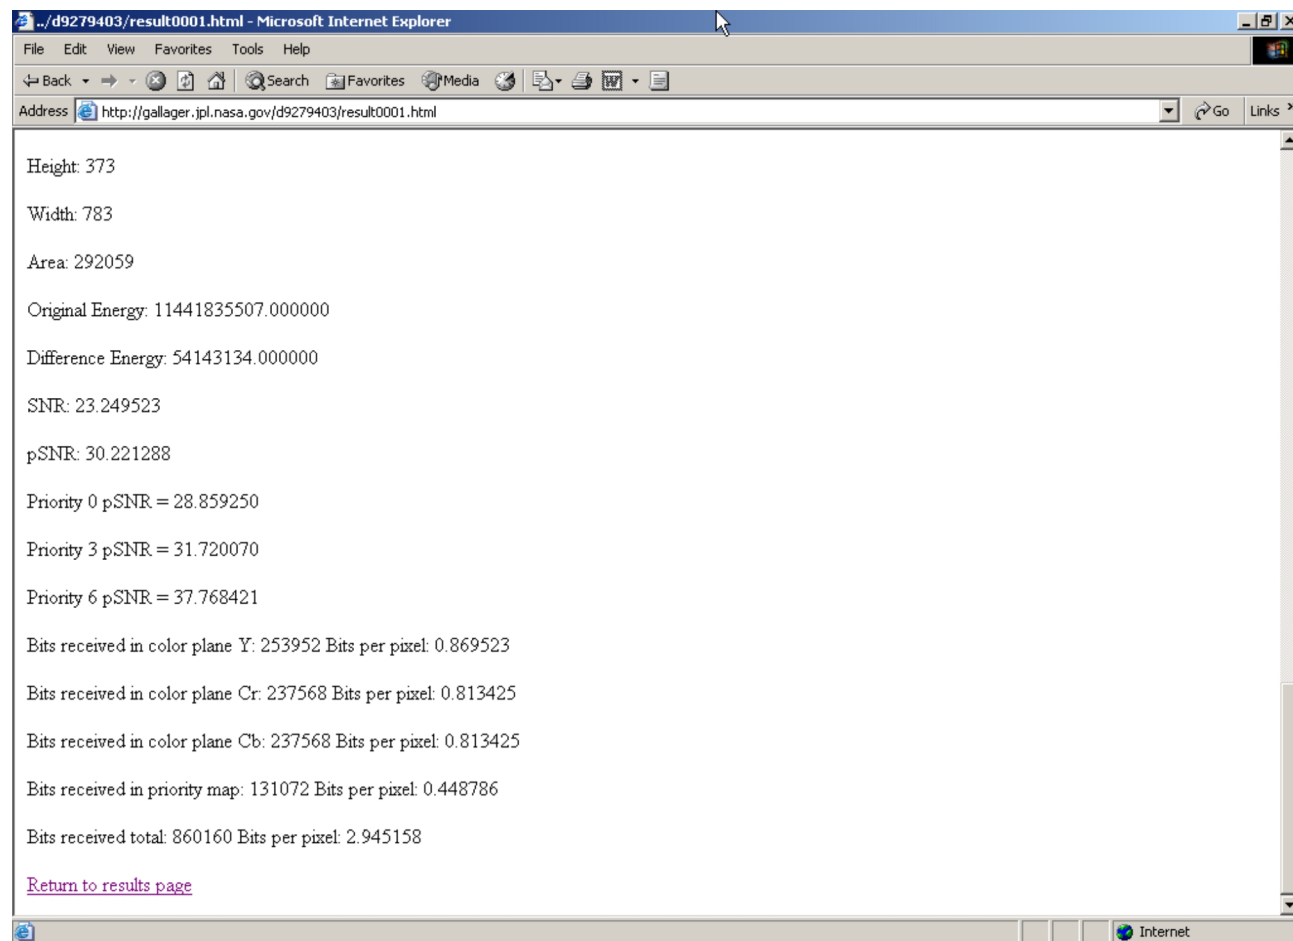 ../d9279403/result0001.html - Microsoft Internet Explorer
File Edit View Favorites Tools Help
Back Search Favorites Media
Address http://gallager.jpl.nasa.gov/d9279403/result0001.html Go Links
Height: 373
Width: 783
Area: 292059
Original Energy: 11441835507.000000
Difference Energy: 54143134.000000
SNR: 23.249523
pSNR: 30.221288
Priority 0 pSNR = 28.859250
Priority 3 pSNR = 31.720070
Priority 6 pSNR = 37.768421
Bits received in color plane Y: 253952 Bits per pixel: 0.869523
Bits received in color plane Cr: 237568 Bits per pixel: 0.813425
Bits received in color plane Cb: 237568 Bits per pixel: 0.813425
Bits received in priority map: 131072 Bits per pixel: 0.448786
Bits received total: 860160 Bits per pixel: 2.945158
Return to results page
Internet